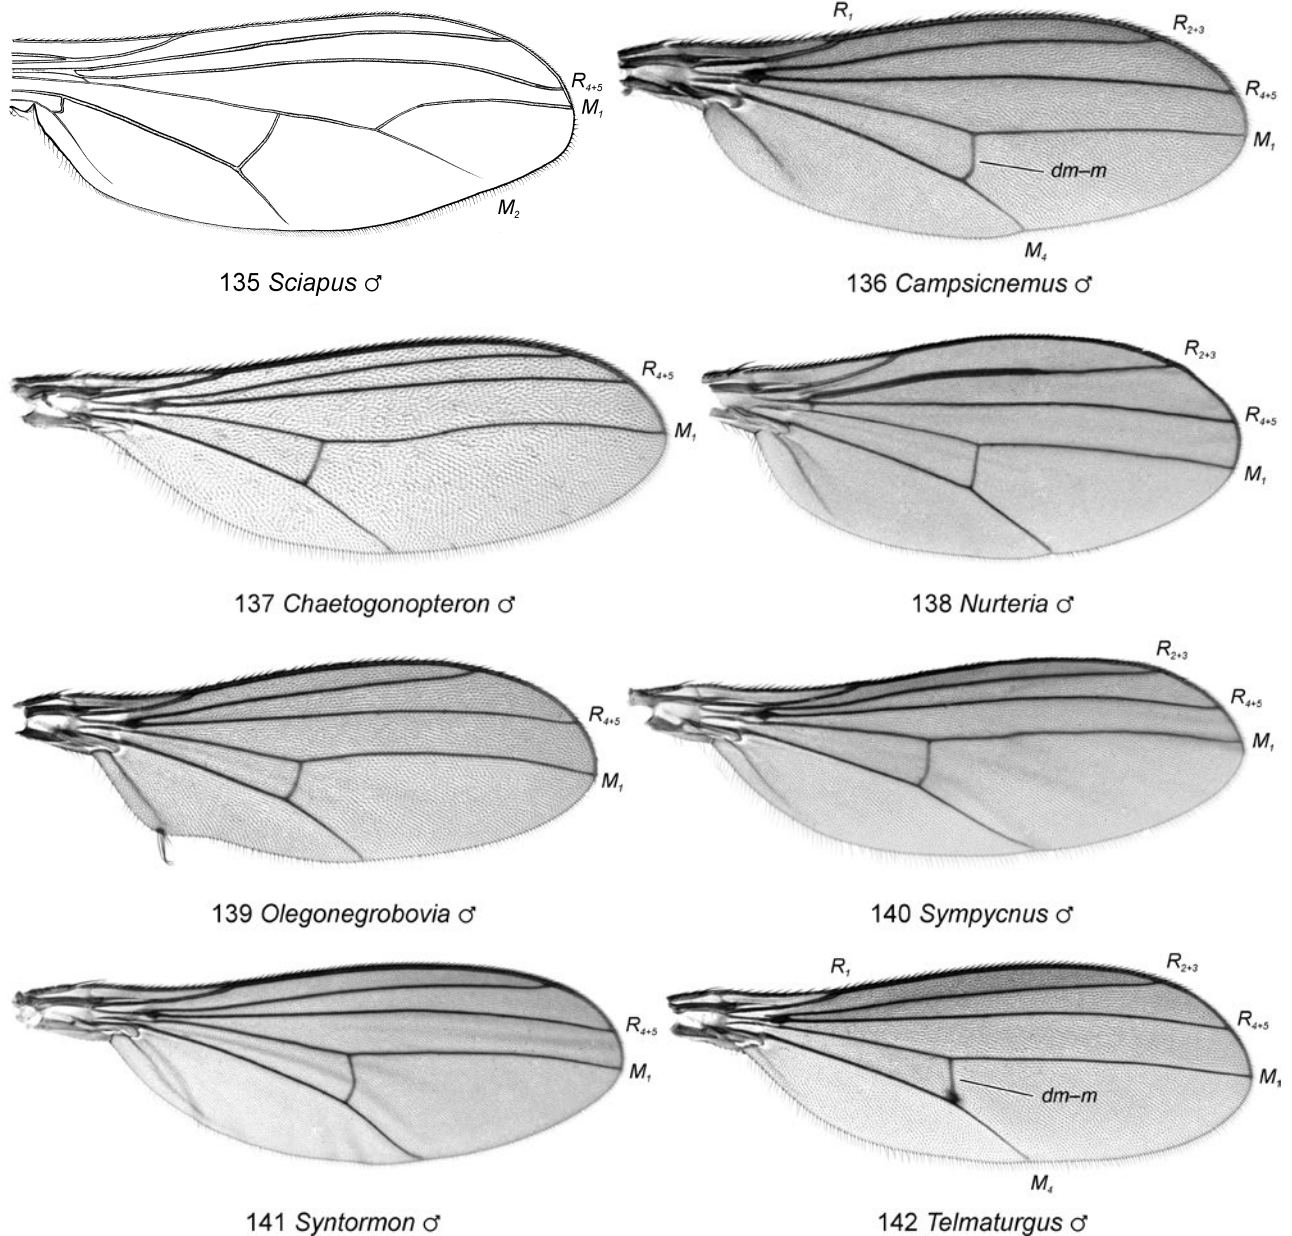 R₁
R₂₊₃
R₄₊₅
M₁
R₄₊₅
M₁
dm–m
M₂
M₄
135 Sciapus ♂
136 Campsicnemus ♂
R₂₊₃
R₄₊₅
M₁
R₄₊₅
M₁
137 Chaetogonopteron ♂
138 Nurteria ♂
R₂₊₃
R₄₊₅
R₄₊₅
M₁
M₁
139 Olegonegrobovia ♂
140 Sympycnus ♂
R₁
R₂₊₃
R₄₊₅
M₁
R₄₊₅
M₁
dm–m
M₄
141 Syntormon ♂
142 Telmaturgus ♂